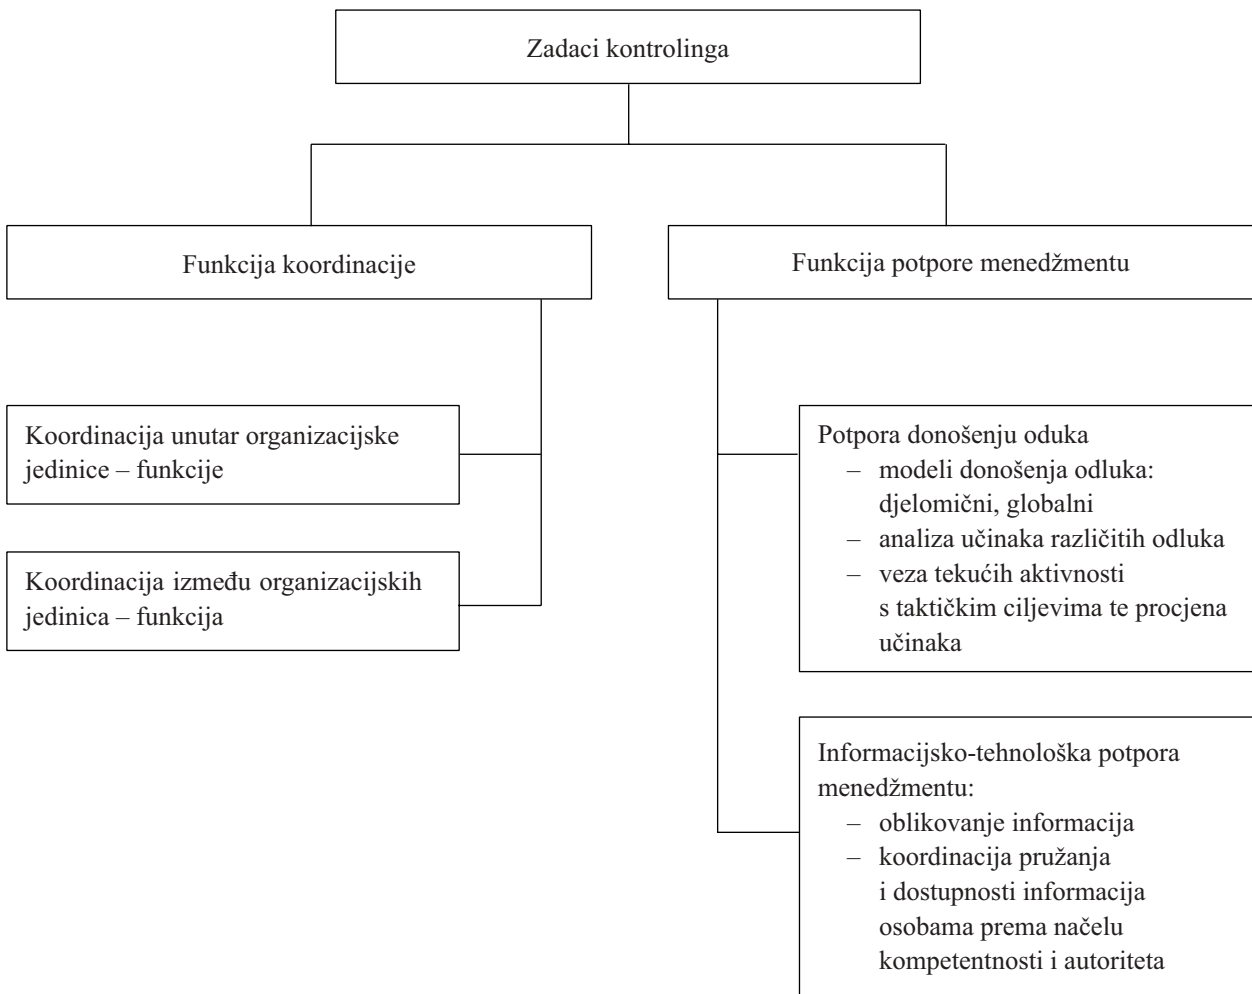 Zadaci kontrolinga
Funkcija koordinacije
Funkcija potpore menedžmentu
Koordinacija unutar organizacijske
jedinice – funkcije
Koordinacija između organizacijskih
jedinica – funkcija
Potpora donošenju oduka
– modeli donošenja odluka:
djelomični, globalni
– analiza učinaka različitih odluka
– veza tekućih aktivnosti
s taktičkim ciljevima te procjena
učinaka
Informacijsko-tehnološka potpora
menedžmentu:
– oblikovanje informacija
– koordinacija pružanja
i dostupnosti informacija
osobama prema načelu
kompetentnosti i autoriteta